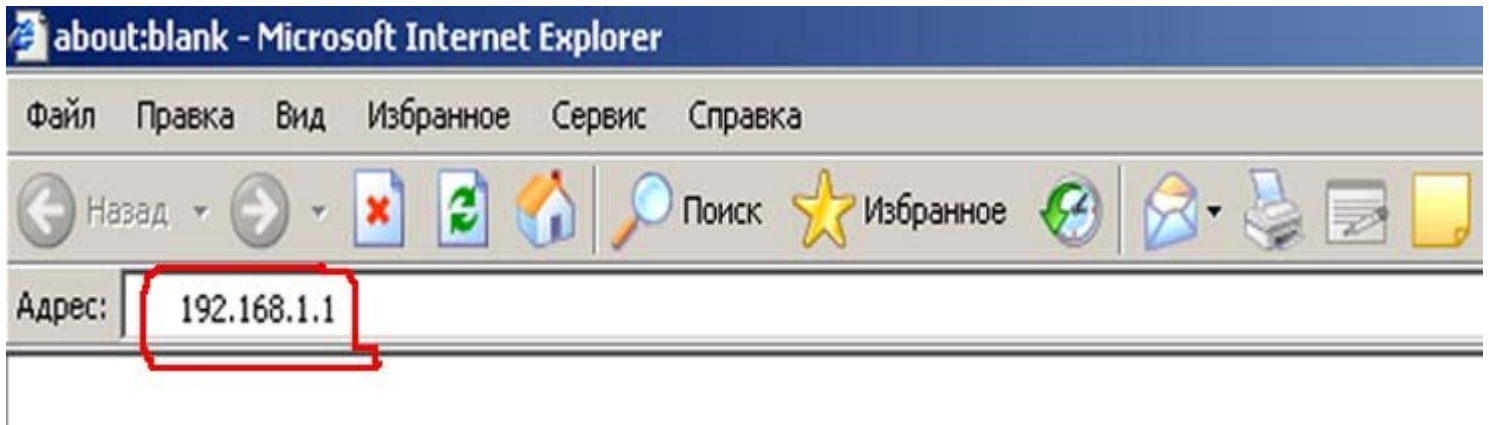 about:blank - Microsoft Internet Explorer
Файл Правка Вид Избранное Сервис Справка
Назад Поиск Избранное
Адрес: 192.168.1.1